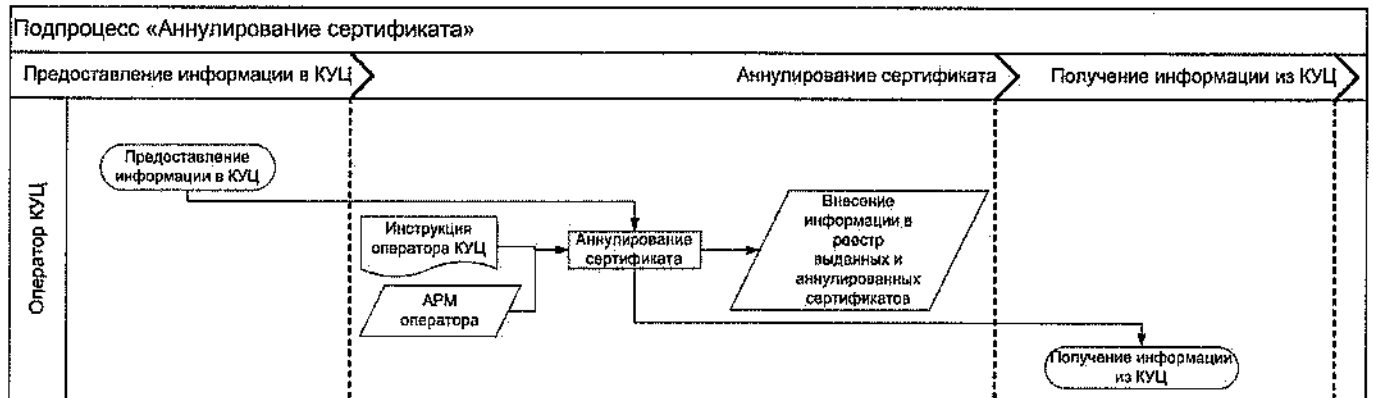 Подпроцесс «Аннулирование сертификата»
Предоставление информации в КУЦ
Аннулирование сертификата
Получение информации из КУЦ
Оператор КУЦ
Предоставление
информации в КУЦ
Инструкция
оператора КУЦ
АРМ
оператора
Аннулирование
сертификата
Внесение
информации в
реестр
выданных и
аннулированных
сертификатов
Получение информации
из КУЦ